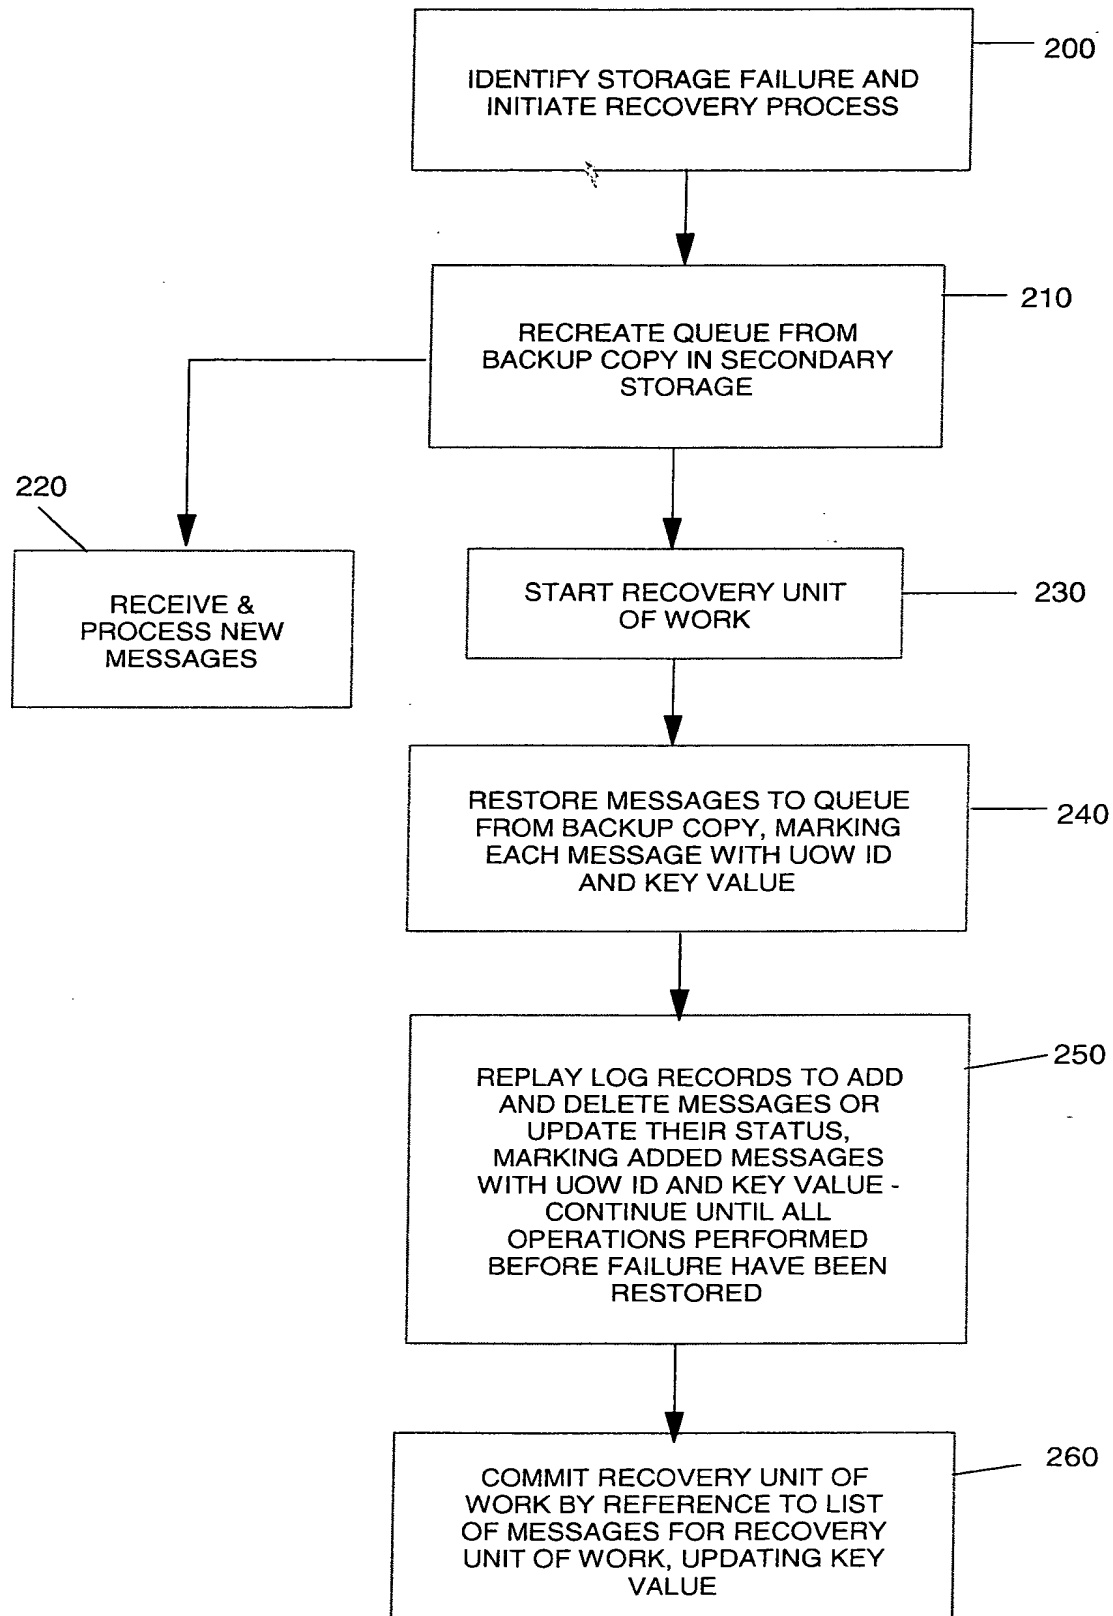 200
IDENTIFY STORAGE FAILURE AND
INITIATE RECOVERY PROCESS
210
RECREATE QUEUE FROM
BACKUP COPY IN SECONDARY
STORAGE
220
RECEIVE &
PROCESS NEW
MESSAGES
START RECOVERY UNIT
OF WORK
230
RESTORE MESSAGES TO QUEUE
FROM BACKUP COPY, MARKING
EACH MESSAGE WITH UOW ID
AND KEY VALUE
240
250
REPLAY LOG RECORDS TO ADD
AND DELETE MESSAGES OR
UPDATE THEIR STATUS,
MARKING ADDED MESSAGES
WITH UOW ID AND KEY VALUE -
CONTINUE UNTIL ALL
OPERATIONS PERFORMED
BEFORE FAILURE HAVE BEEN
RESTORED
260
COMMIT RECOVERY UNIT OF
WORK BY REFERENCE TO LIST
OF MESSAGES FOR RECOVERY
UNIT OF WORK, UPDATING KEY
VALUE